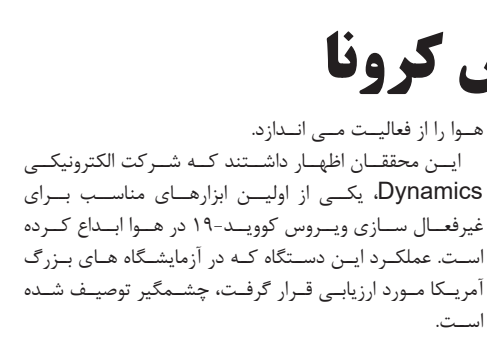 کرونا
هوا را از فعالیت می اندازد.
این محققان اظهار داشتند که شرکت الکترونیکی
Dynamics، یکی از اولین ابزارهای مناسب برای
غیرفعال سازی ویروس کووید-۱۹ در هوا ابداع کرده
است. عملکرد این دستگاه که در آزمایشگاه های بزرگ
آمریکا مورد ارزیابی قرار گرفت، چشمگیر توصیف شده
است.